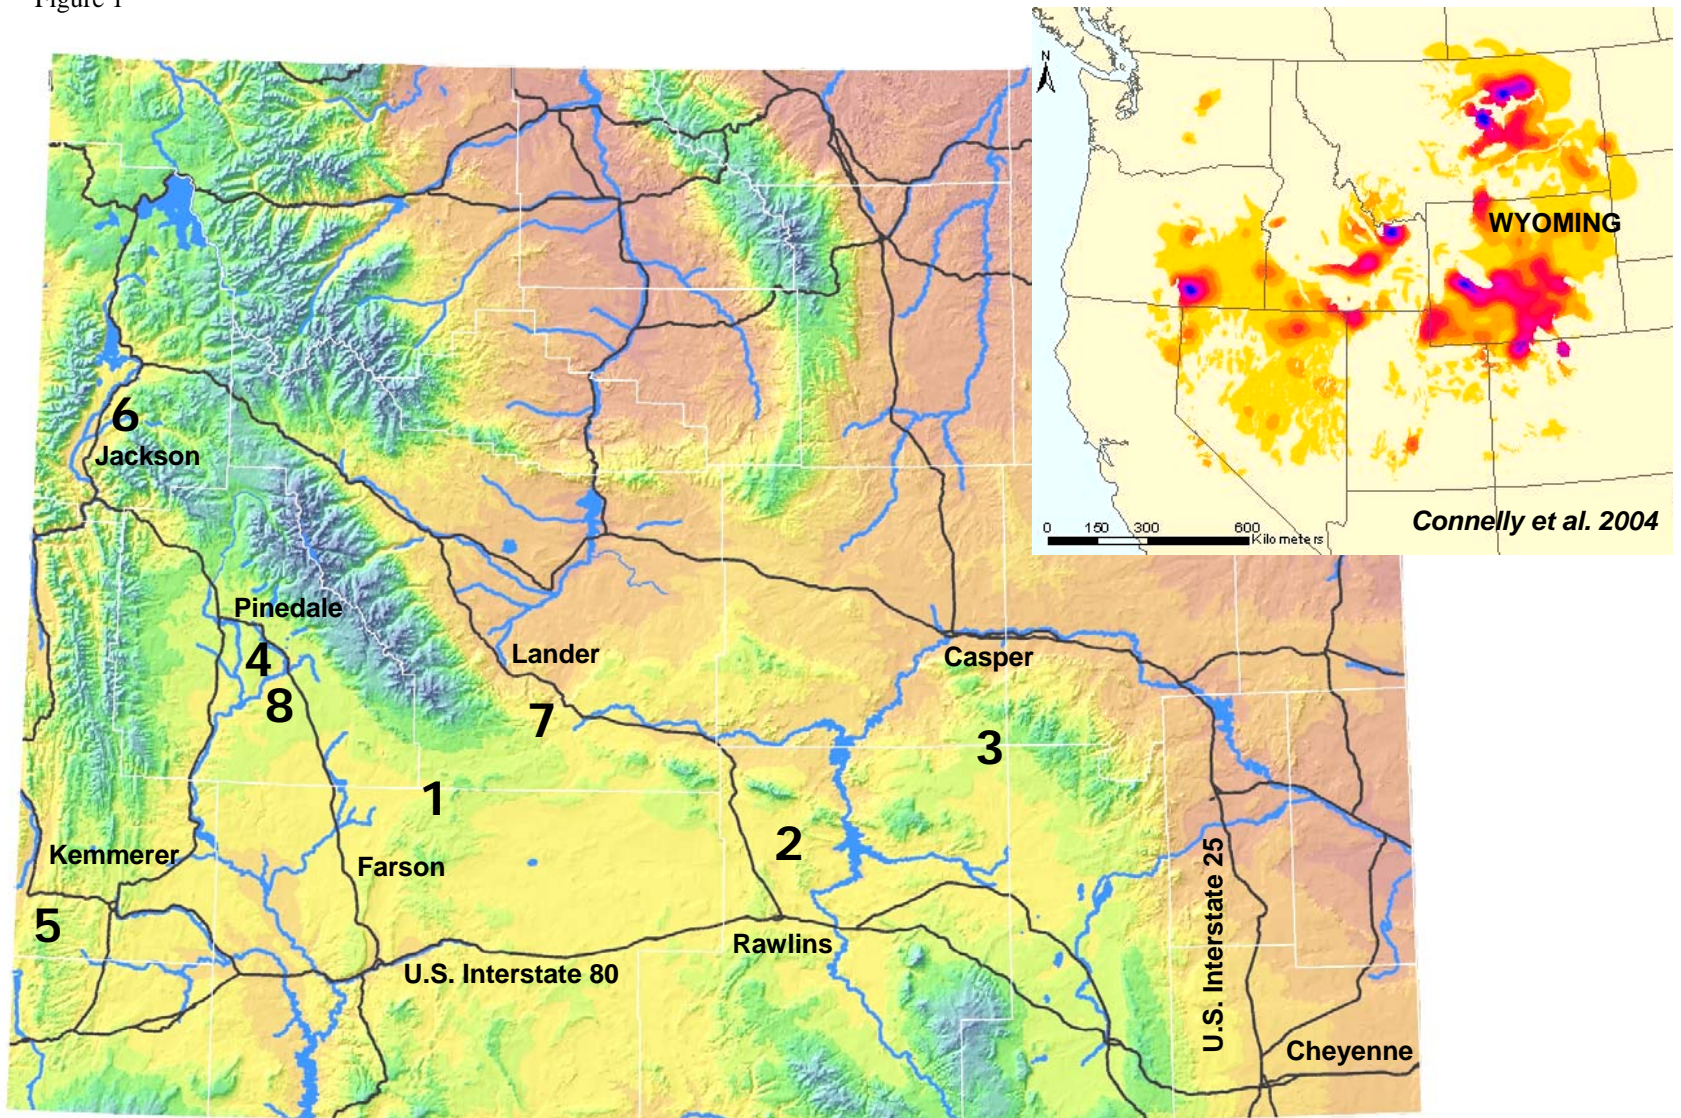 Figure 1
N
WYOMING
0 150 300 600
Kilometers
Connelly et al. 2004
6
Jackson
Pinedale
4
8
Lander
7
Casper
3
1
2
Kemmerer
Farson
5
Rawlins
U.S. Interstate 80
U.S. Interstate 25
Cheyenne